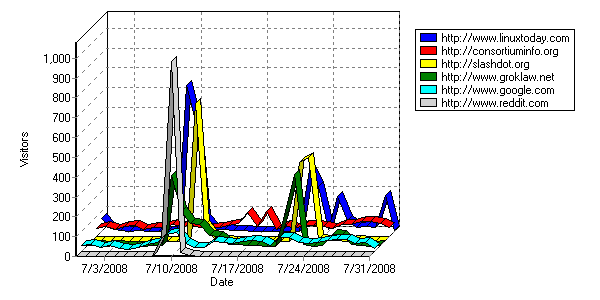 1,000
900
800
700
600
500
400
300
200
100
0
Visitors
7/3/2008
7/10/2008
7/17/2008
7/24/2008
7/31/2008
Date
http://www.linuxtoday.com
http://consortiuminfo.org
http://slashdot.org
http://www.groklaw.net
http://www.google.com
http://www.reddit.com